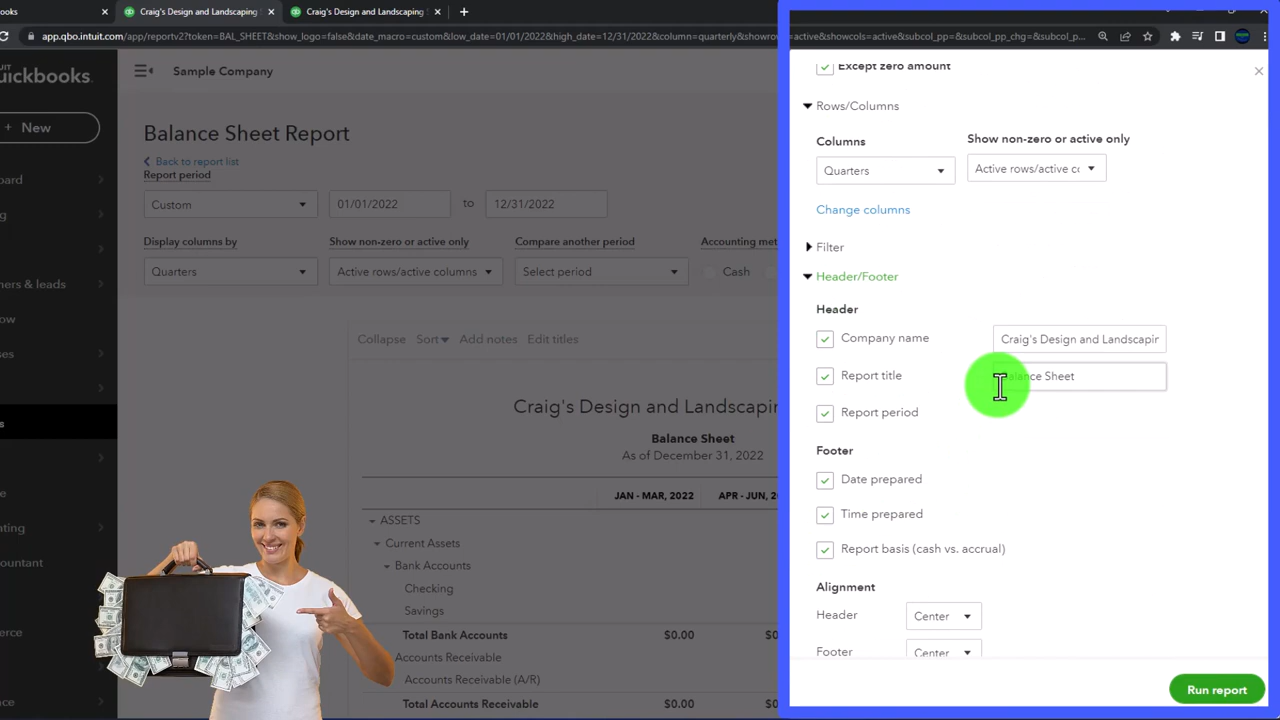 ooks
Craig's Design and Landscaping
Craig's Design and Landscaping
app.qbo.intuit.com/app/reportv2?token=BAL_SHEET&show_logo=false&date_macro=custom&low_date=01/01/2022&high_date=12/31/2022&column=quarterly&showrows=active&showcols=active&subcol_pp=&subcol_pp_chg=&subcol_p...
quickbooks.
Sample Company
+ New
Balance Sheet Report
Back to report list
Report period
Custom
01/01/2022
to
12/31/2022
Display columns by
Show non-zero or active only
Compare another period
Accounting met
Quarters
Active rows/active columns
Select period
Cash
Collapse
Sort
Add notes
Edit titles
Craig's Design and Landscapin
Balance Sheet
As of December 31, 2022
JAN - MAR, 2022
APR - JUN, 20
ASSETS
Current Assets
Bank Accounts
Checking
Savings
Total Bank Accounts
$0.00
$0.
Accounts Receivable
Accounts Receivable (A/R)
Total Accounts Receivable
$0.00
$0.
Except zero amount
Rows/Columns
Columns
Show non-zero or active only
Quarters
Active rows/active cc
Change columns
Filter
Header/Footer
Header
Company name
Craig's Design and Landscapir
Report title
Balance Sheet
Report period
Footer
Date prepared
Time prepared
Report basis (cash vs. accrual)
Alignment
Header
Center
Footer
Center
Run report